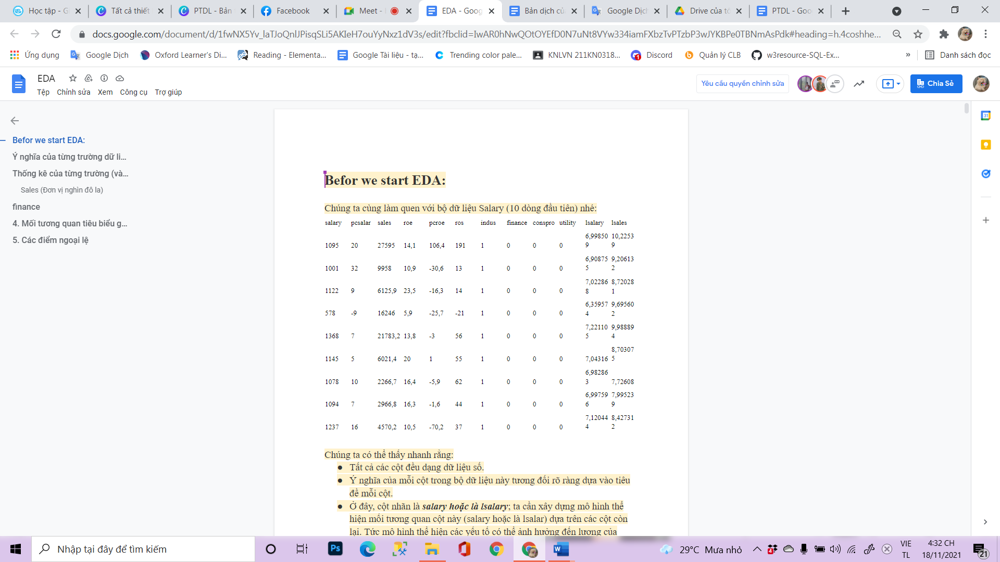 Học tập - G
Tất cả thiết
PTDL - Bản
Facebook
Meet -
EDA - Goog
Bản dịch củ
Google Dịch
Drive của tô
PTDL - Goo
docs.google.com/document/d/1fwNX5Yv_laTJoQnlJPisqSLi5AKIeH7ouYyNxz1dV3s/edit?fbclid=IwAR0hNwQOtOYEfD0N7uNt8VYw334iamFXbzTvPTzbP3wJYKBPe0TBNmAsPdk#heading=h.4coshhe...
Ứng dụng
Google Dịch
Oxford Learner's Di...
Reading - Elementa...
Google Tài liệu - tạ...
Trending color pale...
KNLVN 211KN0318...
Discord
Quản lý CLB
w3resource-SQL-Ex...
»
Danh sách đọc
EDA
Yêu cầu quyền chỉnh sửa
Chia Sẻ
Tệp Chỉnh sửa Xem Công cụ Trợ giúp
Befor we start EDA:
Ý nghĩa của từng trường dữ li...
Thống kê của từng trường (và...
Sales (Đơn vị nghìn đô la)
finance
4. Mối tương quan tiêu biểu g...
5. Các điểm ngoại lệ
31
Befor we start EDA:
Chúng ta cùng làm quen với bộ dữ liệu Salary (10 dòng đầu tiên) nhé:
salary pcsalar sales roe pcroe ros indus finance conspro utility lsalary lsales
1095 20 27595 14,1 106,4 191 1 0 0 0 6,998509 10,22539
1001 32 9958 10,9 -30,6 13 1 0 0 0 6,908755 9,206132
1122 9 6125,9 23,5 -16,3 14 1 0 0 0 7,022868 8,720281
578 -9 16246 5,9 -25,7 -21 1 0 0 0 6,359574 9,695602
1368 7 21783,2 13,8 -3 56 1 0 0 0 7,221105 9,988894
1145 5 6021,4 20 1 55 1 0 0 0 7,04316 8,703075
1078 10 2266,7 16,4 -5,9 62 1 0 0 0 6,982863 7,72608
1094 7 2966,8 16,3 -1,6 44 1 0 0 0 6,997596 7,995239
1237 16 4570,2 10,5 -70,2 37 1 0 0 0 7,120444 8,427312
Chúng ta có thể thấy nhanh rằng:
● Tất cả các cột đều dạng dữ liệu số.
● Ý nghĩa của mỗi cột trong bộ dữ liệu này tương đối rõ ràng dựa vào tiêu
đề mỗi cột.
● Ở đây, cột nhãn là salary hoặc là lsalary; ta cần xây dựng mô hình thể
hiện mối tương quan cột này (salary hoặc là lsalar) dựa trên các cột còn
lại. Tức mô hình thể hiện các yếu tố có thể ảnh hưởng đến lương của
Nhập tại đây để tìm kiếm
Ps
29°C Mưa nhỏ
4
VIE
TL
4:32 CH
18/11/2021
21